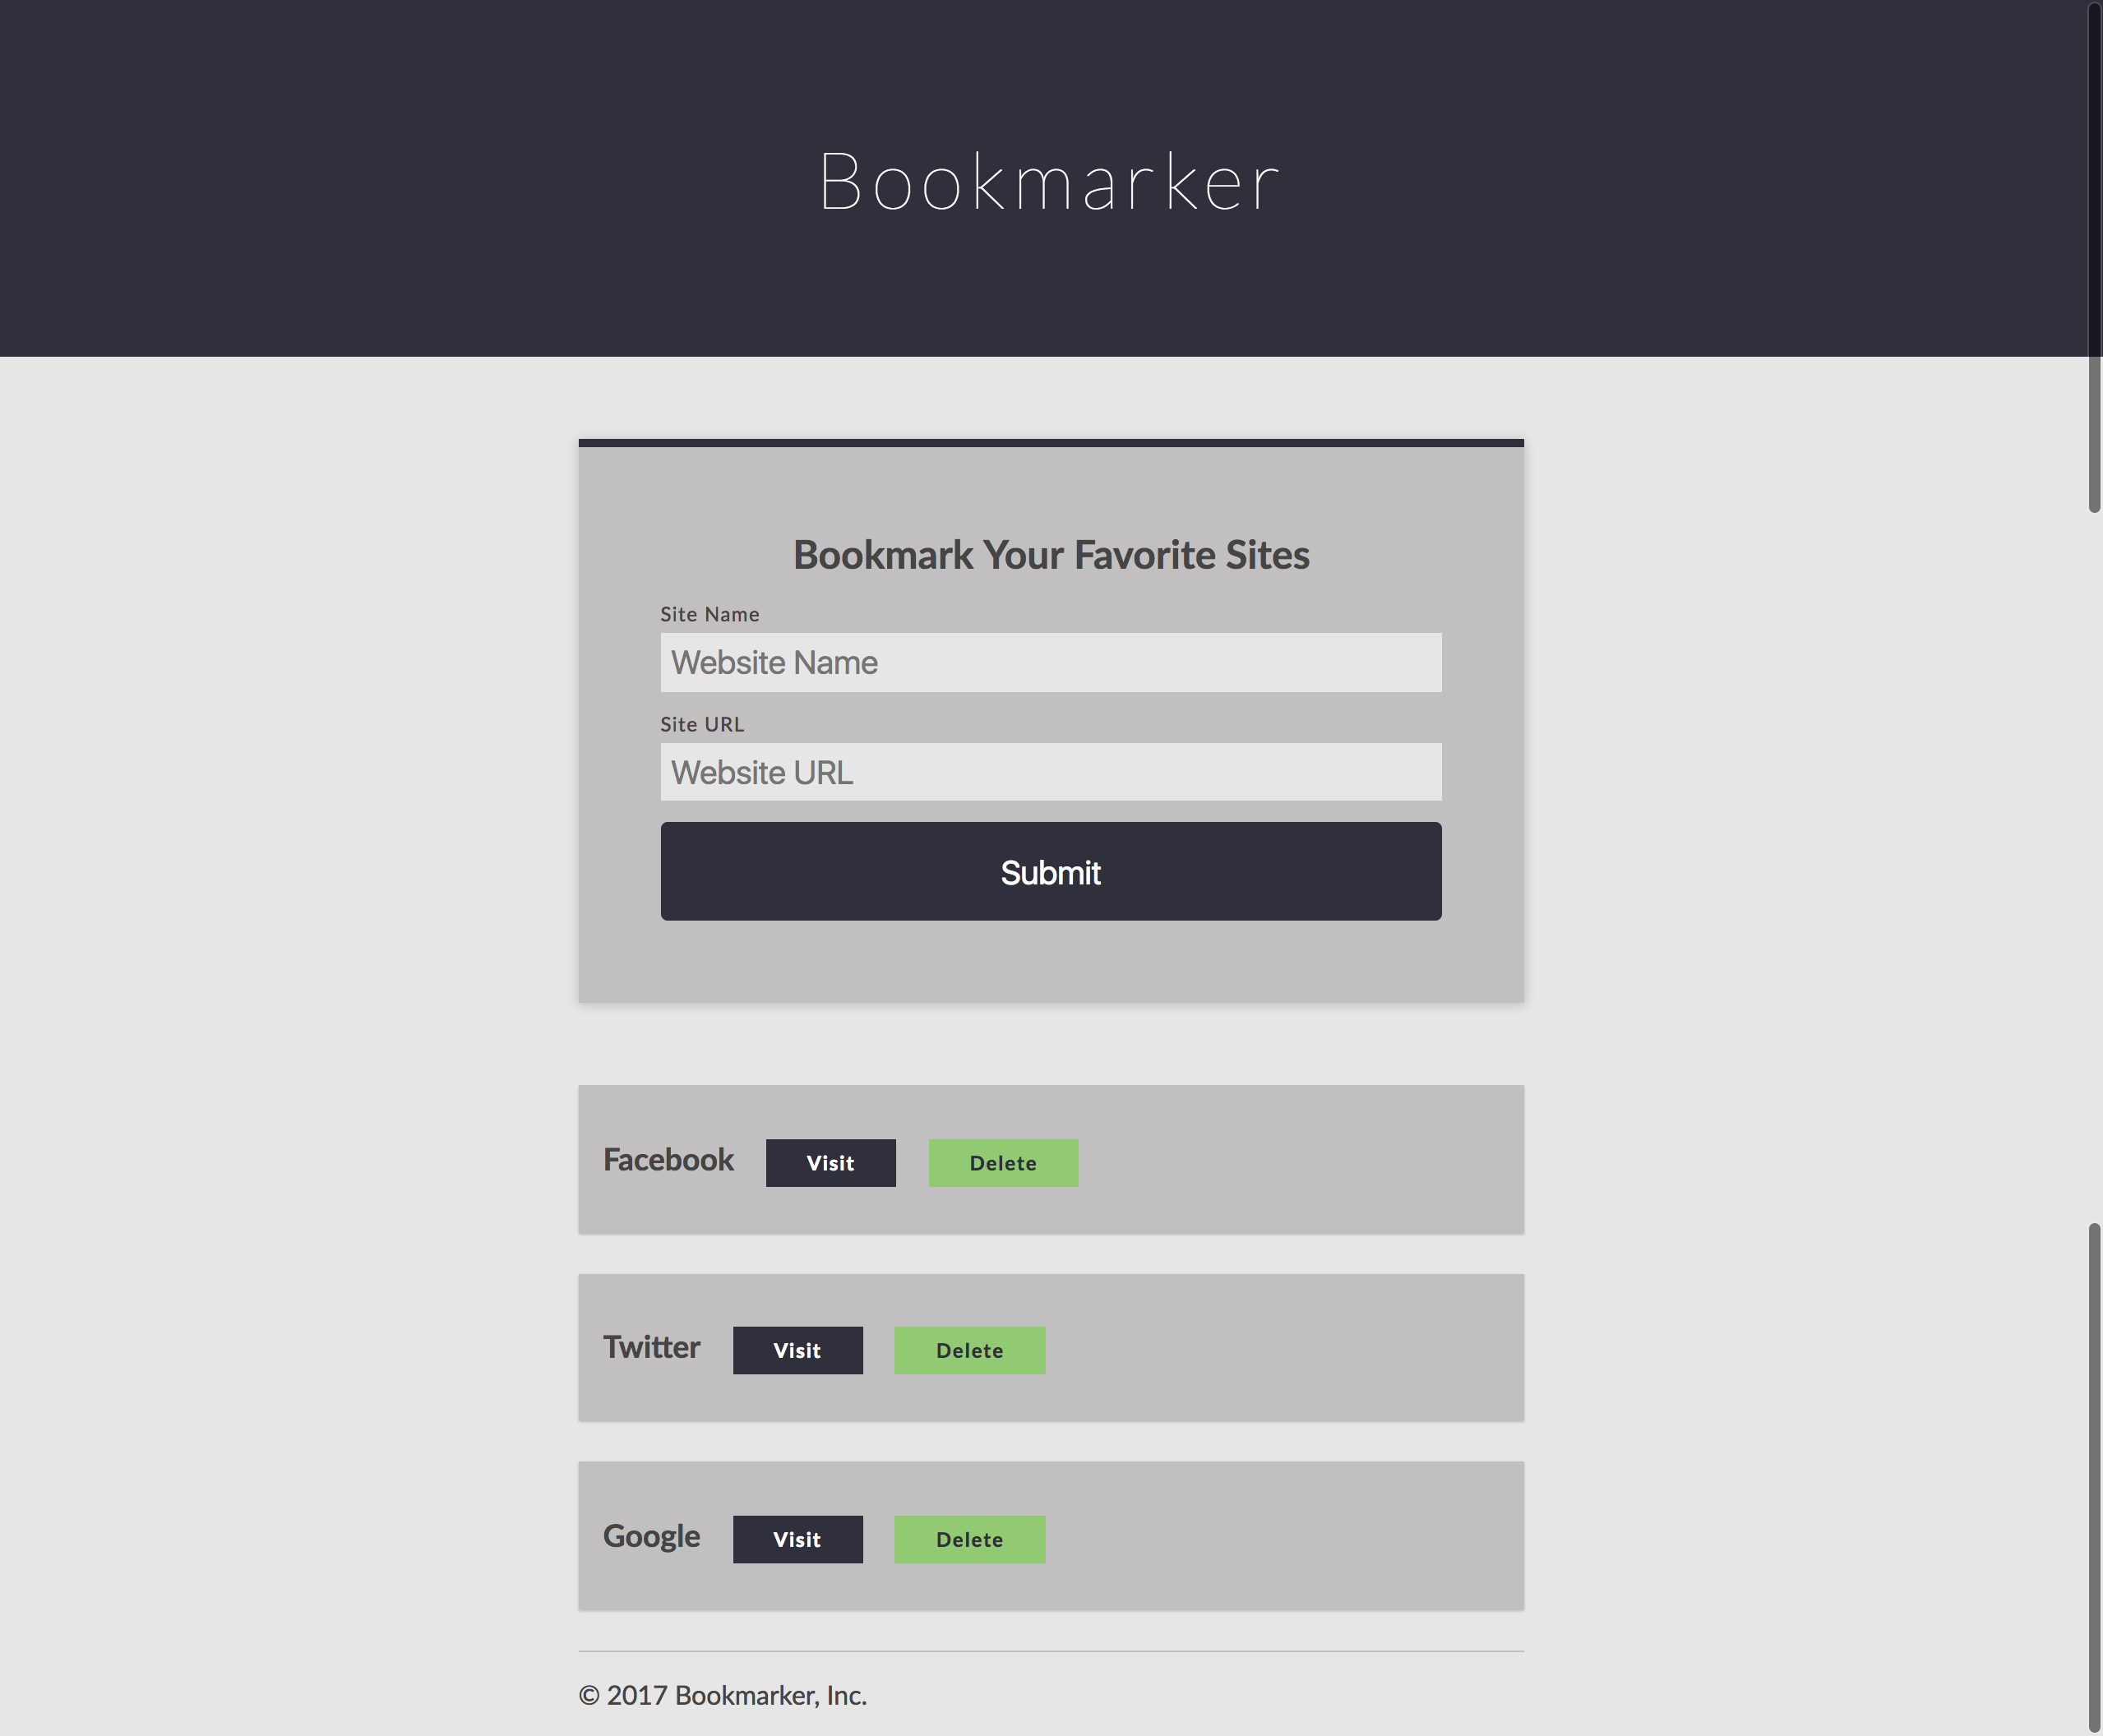 Bookmarker
Bookmark Your Favorite Sites
Site Name
Website Name
Site URL
Website URL
Submit
Facebook Visit Delete
Twitter Visit Delete
Google Visit Delete
© 2017 Bookmarker, Inc.